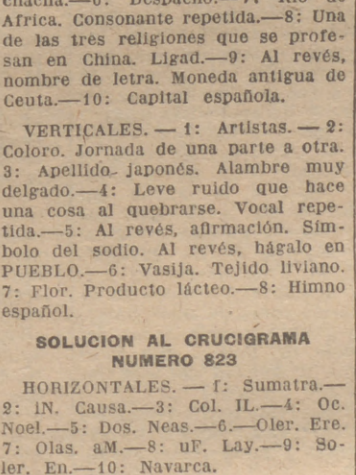 chacha.—6: Despacho.— A Río de
Africa. Consonante repetida.—8: Una
de las tres religiones que se profe-
san en China. Ligad.—9: Al revés,
nombre de letra. Moneda antigua de
Ceuta.—10: Capital española.
VERTICALES. — 1: Artistas.— 2:
Coloro. Jornada de una parte a otra.
3: Apellido japonés. Alambre muy
delgado.—4: Leve ruido que hace
una cosa al quebrarse. Vocal repe-
tida.—5: Al revés, afirmación. Sím-
bolo del sodio. Al revés, hágalo en
PUEBLO.—6: Vasija. Tejido liviano.
7: Flor. Producto lácteo.—8: Himno
español.
SOLUCION AL CRUCIGRAMA
NUMERO 823
HORIZONTALES. — 1: Sumatra.—
2: iN. Causa.—3: Col. IL.—4: Oc.
Noel.—5: Dos. Neas.—6.—Oler. Ere.
7: Olas. aM.—8: uF. Lay.—9: So-
ler. En.—10: Navarca.